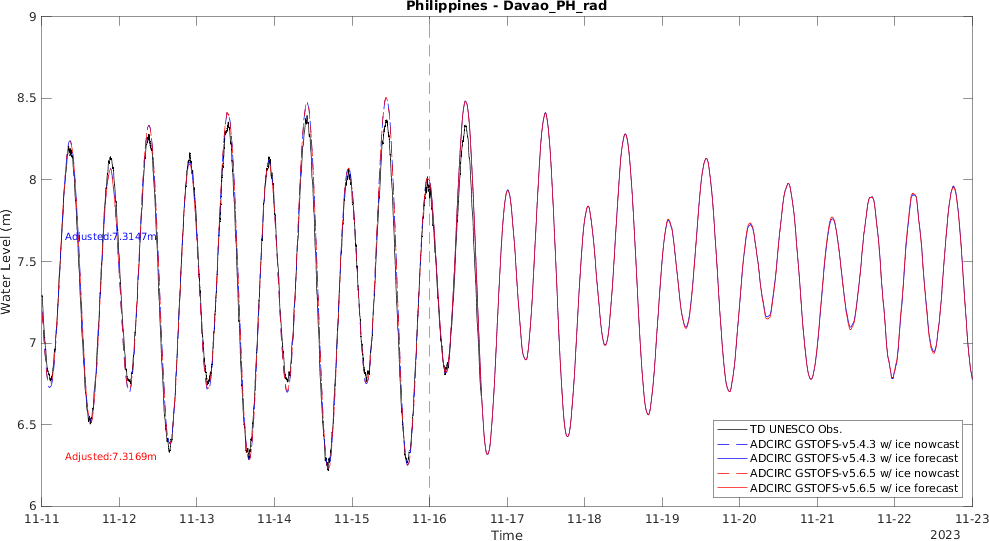 Philippines - Davao_PH_rad
9
8.5
8
7.5
7
6.5
6
Water Level (m)
Adjusted:7.3147m
Adjusted:7.3169m
TD UNESCO Obs.
ADCIRC GSTOFS-v5.4.3 w/ ice nowcast
ADCIRC GSTOFS-v5.4.3 w/ ice forecast
ADCIRC GSTOFS-v5.6.5 w/ ice nowcast
ADCIRC GSTOFS-v5.6.5 w/ ice forecast
11-11 11-12 11-13 11-14 11-15 11-16 11-17 11-18 11-19 11-20 11-21 11-22 11-23
Time
2023